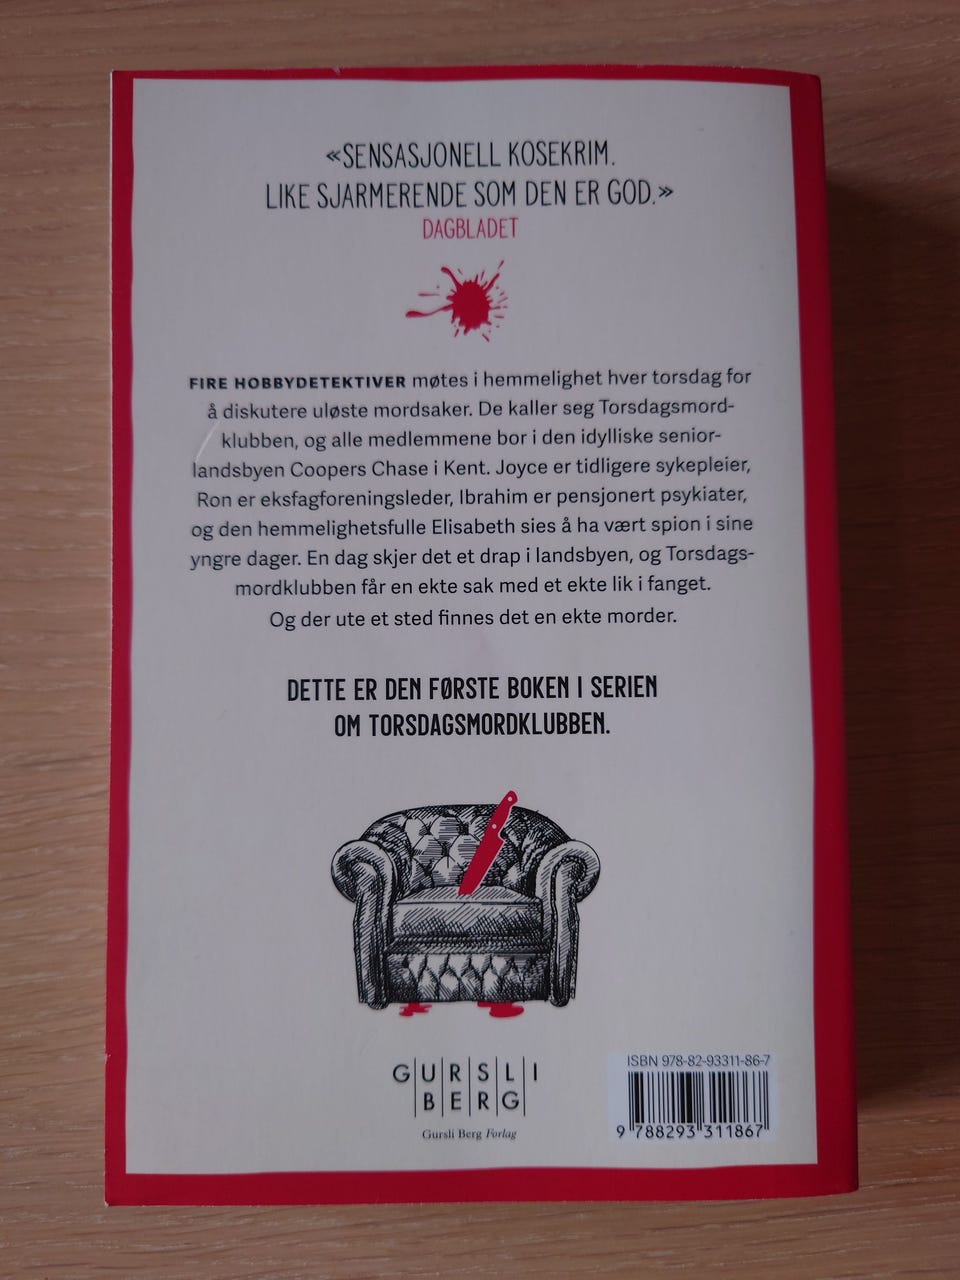 «SENSASJONELL KOSEKRIM.
LIKE SJARMERENDE SOM DEN ER GOD.»
DAGBLADET
FIRE HOBBYDETEKTIVER møtes i hemmelighet hver torsdag for
å diskutere uløste mordsaker. De kaller seg Torsdagsmord-
klubben, og alle medlemmene bor i den idylliske senior-
landsbyen Coopers Chase i Kent. Joyce er tidligere sykepleier,
Ron er eksfagforeningsleder, Ibrahim er pensjonert psykiater,
og den hemmelighetsfulle Elisabeth sies å ha vært spion i sine
yngre dager. En dag skjer det et drap i landsbyen, og Torsdags-
mordklubben får en ekte sak med et ekte lik i fanget.
Og der ute et sted finnes det en ekte morder.
DETTE ER DEN FØRSTE BOKEN I SERIEN
OM TORSDAGSMORDKLUBBEN.
GURSLI
BERG
Gursli Berg Forlag
ISBN 978-82-93311-86-7
9 788293 311867